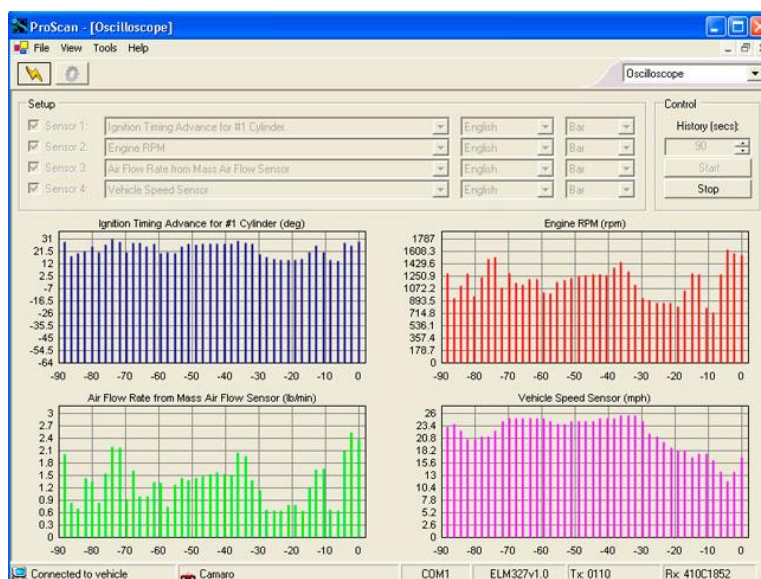 ProScan - [Oscilloscope]
File View Tools Help
Oscilloscope
Setup
Control
Sensor 1: Ignition Timing Advance for #1 Cylinder English Bar
History (secs):
Sensor 2: Engine RPM English Bar
90
Sensor 3: Air Flow Rate from Mass Air Flow Sensor English Bar
Start
Sensor 4: Vehicle Speed Sensor English Bar
Stop
Ignition Timing Advance for #1 Cylinder (deg)
31
21.5
12
2.5
-7
-16.5
-26
-35.5
-45
-54.5
-64
-90 -80 -70 -60 -50 -40 -30 -20 -10 0
Engine RPM (rpm)
1787
1608.3
1429.6
1250.9
1072.2
893.5
714.8
536.1
357.4
178.7
0
-90 -80 -70 -60 -50 -40 -30 -20 -10 0
Air Flow Rate from Mass Air Flow Sensor (lb/min)
3
2.7
2.4
2.1
1.8
1.5
1.2
0.9
0.6
0.3
0
-90 -80 -70 -60 -50 -40 -30 -20 -10 0
Vehicle Speed Sensor (mph)
26
23.4
20.8
18.2
15.6
13
10.4
7.8
5.2
2.6
0
-90 -80 -70 -60 -50 -40 -30 -20 -10 0
Connected to vehicle Camaro COM1 ELM327v1.0 Tx: 0110 Rx: 410C1852